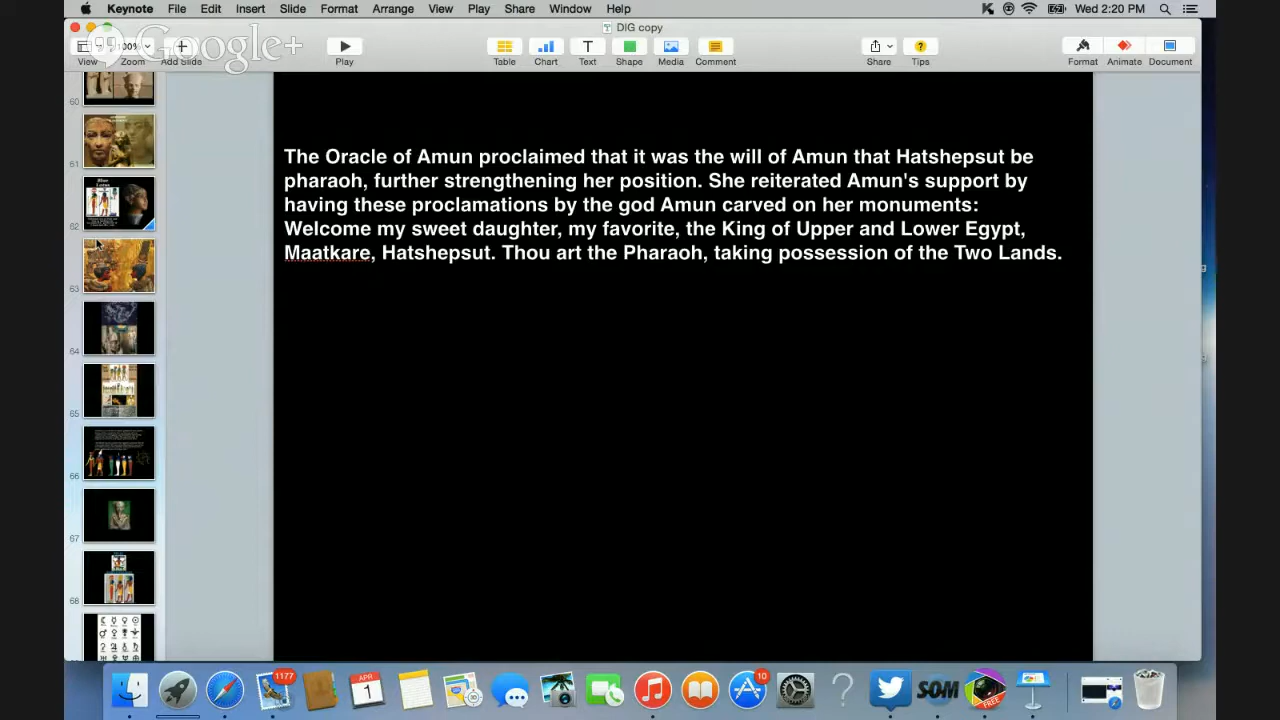 Keynote File Edit Insert Slide Format Arrange View Play Share Window Help Wed 2:20 PM
DIG copy
Google+
100%
View Zoom Add Slide Play Table Chart Text Shape Media Comment Share Tips Format Animate Document
60
61
62
63
64
65
66
67
68
The Oracle of Amun proclaimed that it was the will of Amun that Hatshepsut be
pharaoh, further strengthening her position. She reiterated Amun's support by
having these proclamations by the god Amun carved on her monuments:
Welcome my sweet daughter, my favorite, the King of Upper and Lower Egypt,
Maatkare, Hatshepsut. Thou art the Pharaoh, taking possession of the Two Lands.
1177
APR
1
10
SOM
FREE